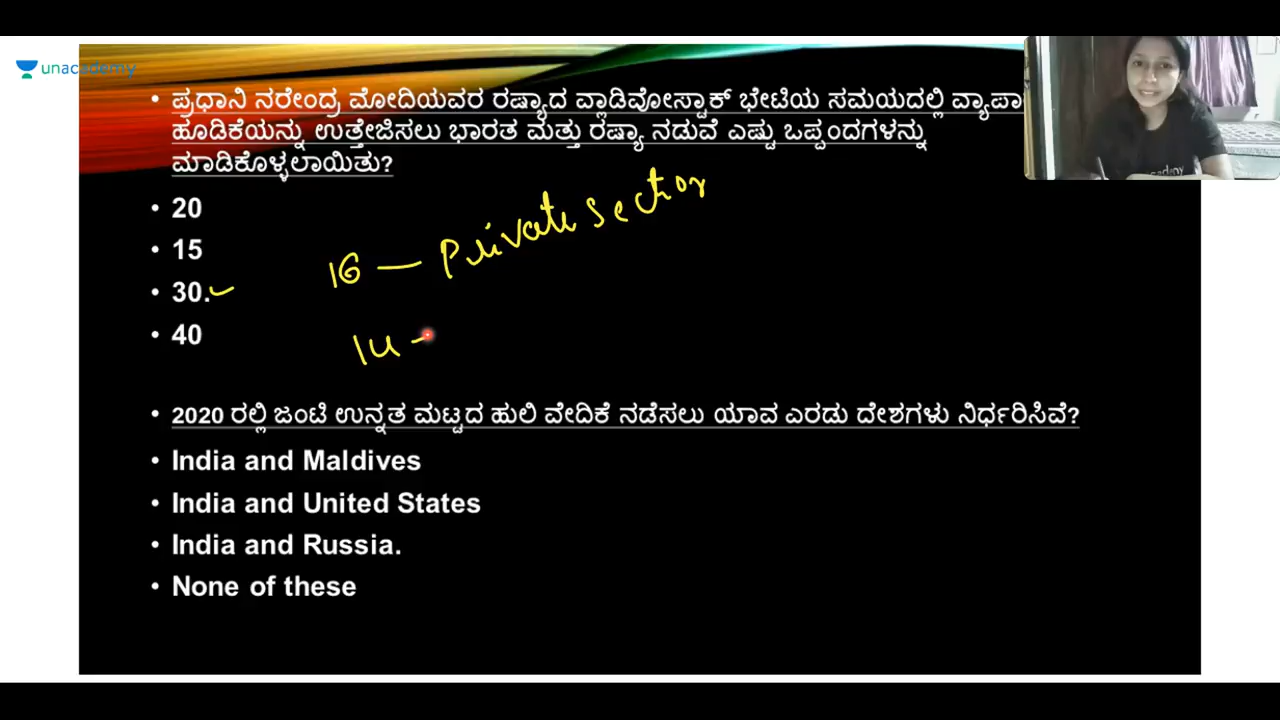 unacademy
• ಪ್ರಧಾನಿ ನರೇಂದ್ರ ಮೋದಿಯವರ ರಷ್ಯಾದ ವ್ಲಾಡಿವೋಸ್ಟಾಕ್ ಭೇಟಿಯ ಸಮಯದಲ್ಲಿ ವ್ಯಾಪಾ
ಹೂಡಿಕೆಯನ್ನು ಉತ್ತೇಜಿಸಲು ಭಾರತ ಮತ್ತು ರಷ್ಯಾ ನಡುವೆ ಎಷ್ಟು ಒಪ್ಪಂದಗಳನ್ನು
ಮಾಡಿಕೊಳ್ಳಲಾಯಿತು?
• 20
• 15
• 30.
• 40
16 — Private sector
14 -
• 2020 ರಲ್ಲಿ ಜಂಟಿ ಉನ್ನತ ಮಟ್ಟದ ಹುಲಿ ವೇದಿಕೆ ನಡೆಸಲು ಯಾವ ಎರಡು ದೇಶಗಳು ನಿರ್ಧರಿಸಿವೆ?
• India and Maldives
• India and United States
• India and Russia.
• None of these